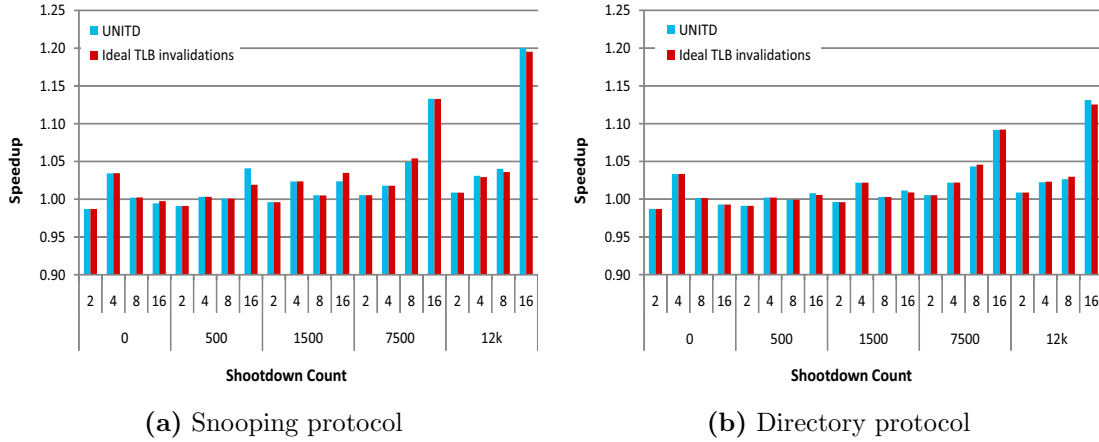 1.25
1.20
1.15
1.10
1.05
1.00
0.95
0.90
Speedup
UNITD
Ideal TLB invalidations
2 4 8 16 2 4 8 16 2 4 8 16 2 4 8 16 2 4 8 16
0 500 1500 7500 12k
Shootdown Count
(a) Snooping protocol
1.25
1.20
1.15
1.10
1.05
1.00
0.95
0.90
Speedup
UNITD
Ideal TLB invalidations
2 4 8 16 2 4 8 16 2 4 8 16 2 4 8 16 2 4 8 16
0 500 1500 7500 12k
Shootdown Count
(b) Directory protocol